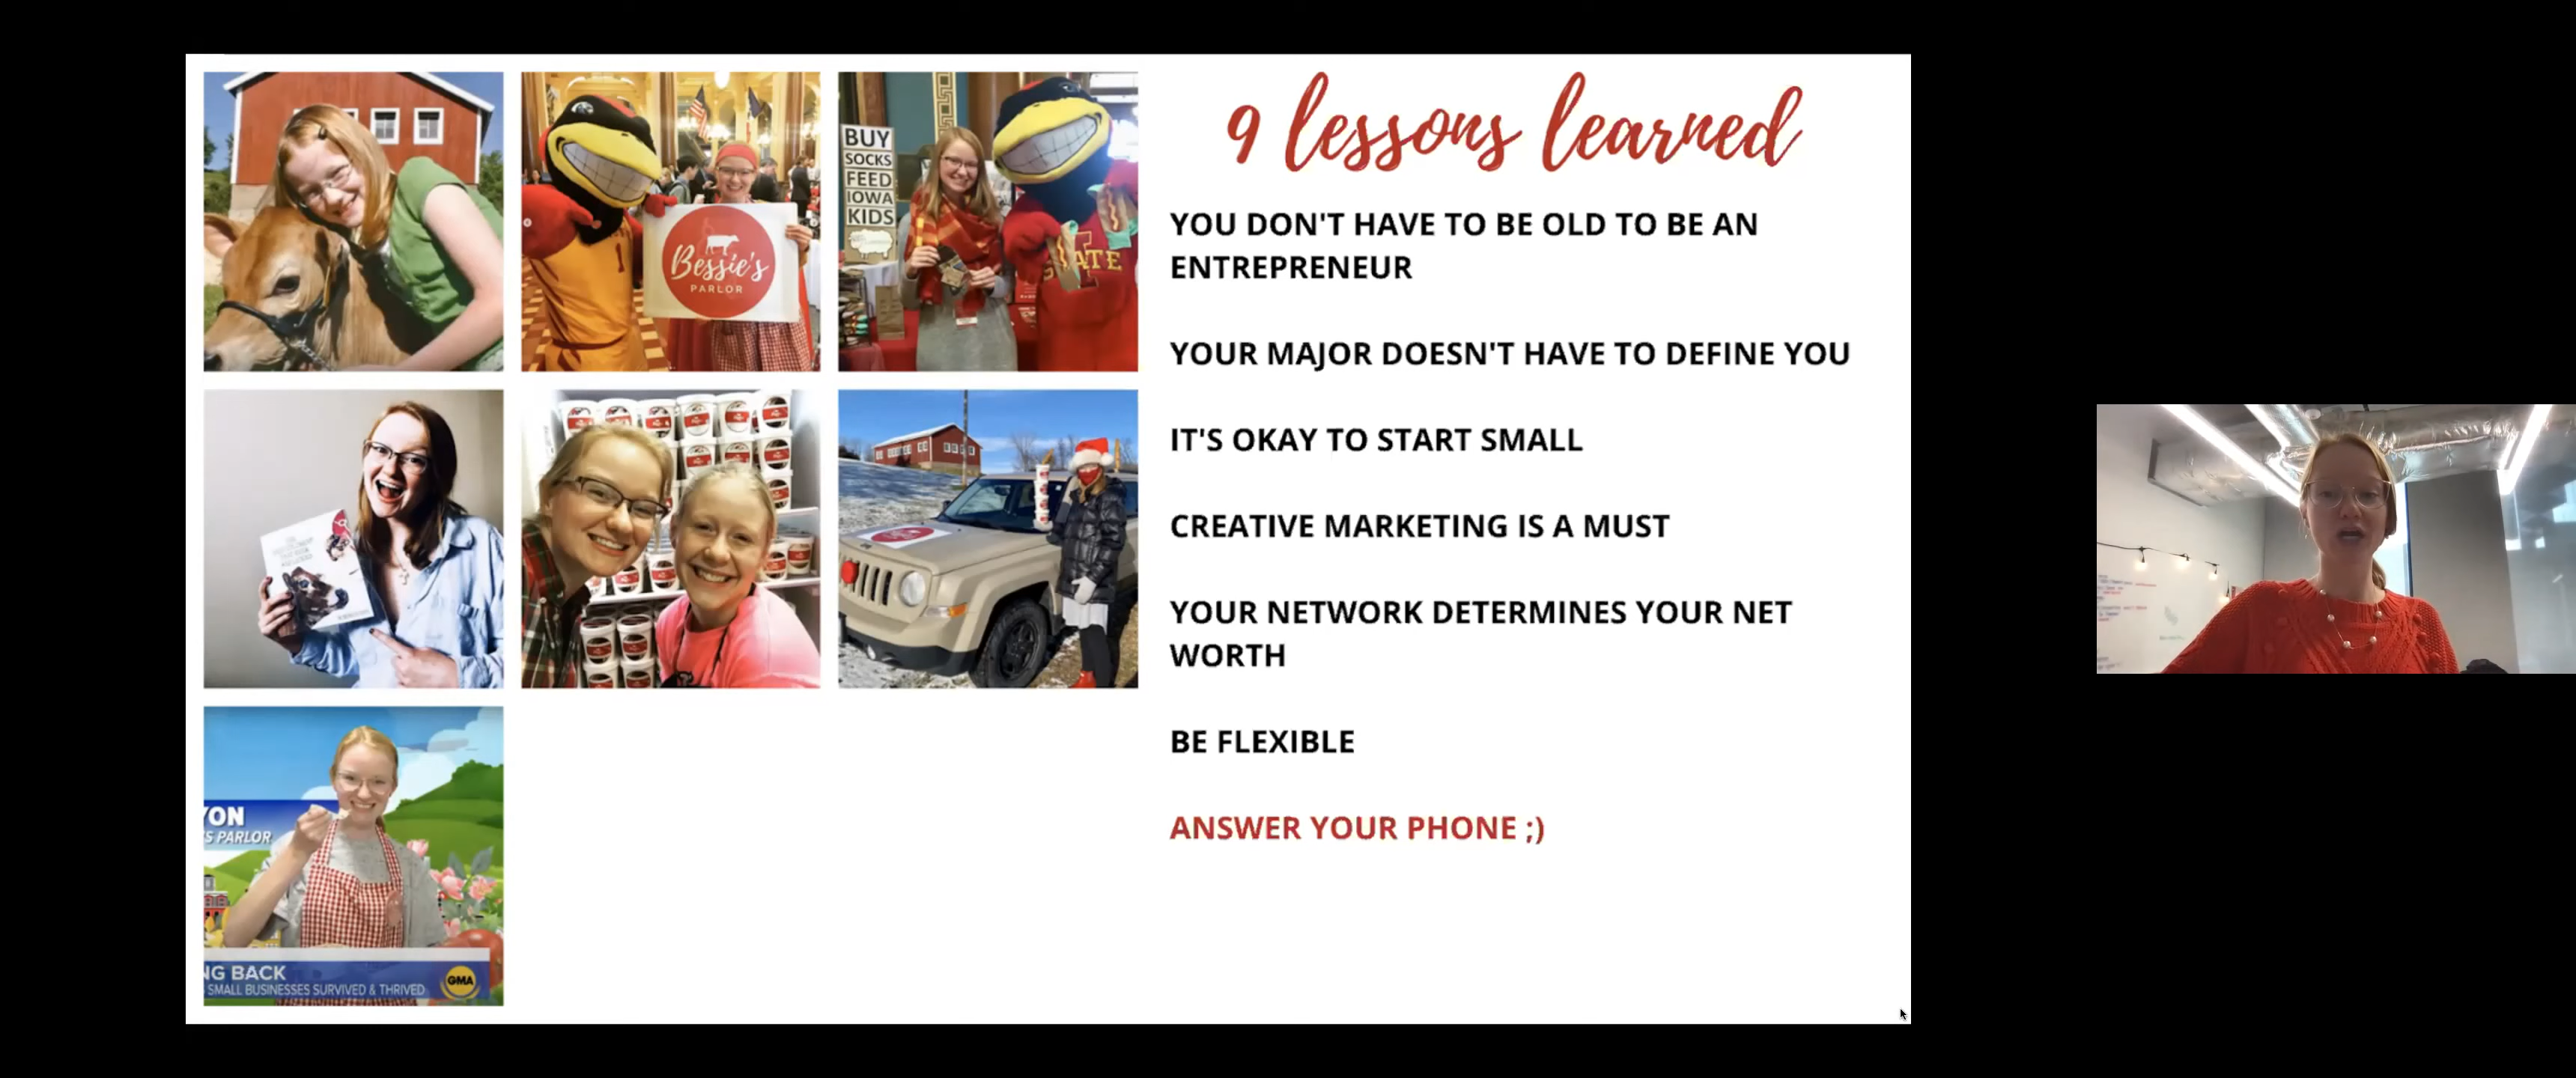 9 lessons learned
YOU DON'T HAVE TO BE OLD TO BE AN
ENTREPRENEUR
YOUR MAJOR DOESN'T HAVE TO DEFINE YOU
IT'S OKAY TO START SMALL
CREATIVE MARKETING IS A MUST
YOUR NETWORK DETERMINES YOUR NET
WORTH
BE FLEXIBLE
ANSWER YOUR PHONE ;)
Bessie's
PARLOR
1
BUY
SOCKS
FEED
IOWA
KIDS
STATE
YON
S PARLOR
NG BACK
SMALL BUSINESSES SURVIVED & THRIVED
GMA